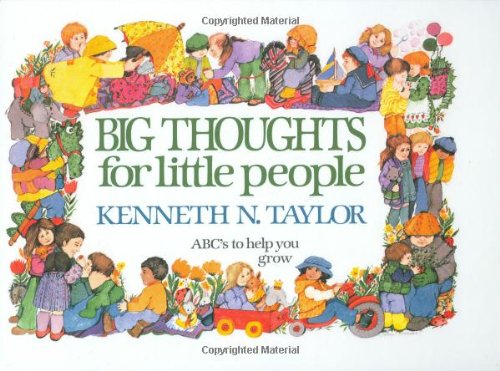 Copyrighted Material
BIG THOUGHTS
for little people
KENNETH N. TAYLOR
ABC's to help you
grow
Copyrighted Material